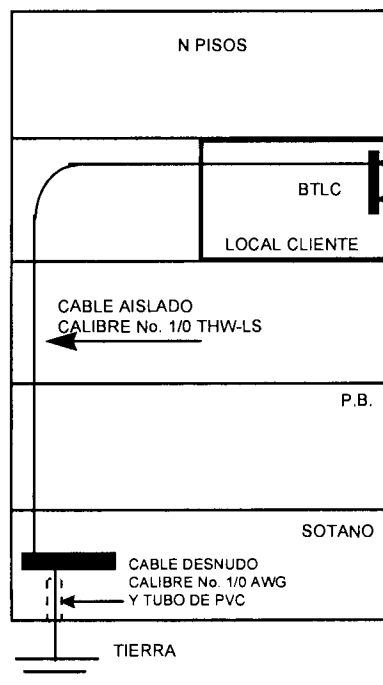 N PISOS
BTLC
LOCAL CLIENTE
CABLE AISLADO
CALIBRE No. 1/0 THW-LS
P.B.
SOTANO
CABLE DESNUDO
CALIBRE No. 1/0 AWG
Y TUBO DE PVC
TIERRA